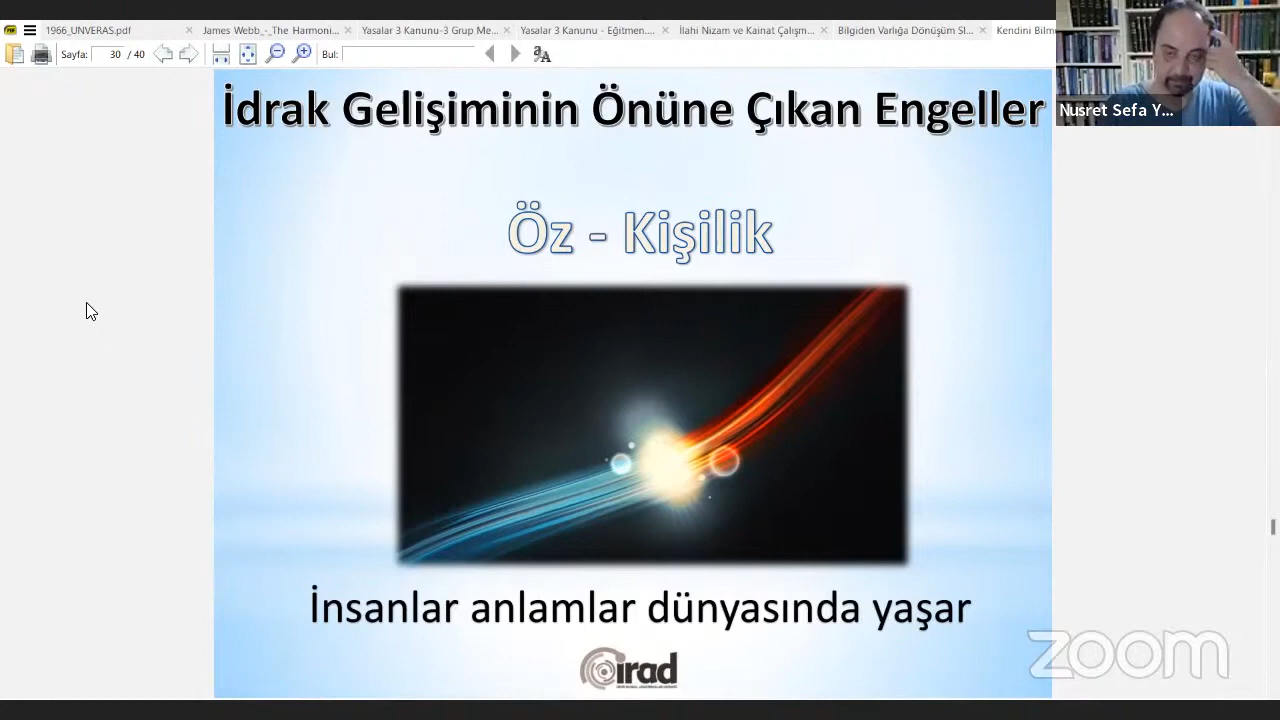 1966_UNVERAS.pdf
James Webb_-_The Harmoni...
Yasalar 3 Kanunu-3 Grup Me...
Yasalar 3 Kanunu - Eğitmen....
İlahi Nizam ve Kainat Çalışm...
Bilgiden Varlığa Dönüşüm Sl...
Kendini Bilm
Sayfa: 30 / 40
Bul:
Nusret Sefa Y...
İdrak Gelişiminin Önüne Çıkan Engeller
Öz - Kişilik
İnsanlar anlamlar dünyasında yaşar
irad
zoom